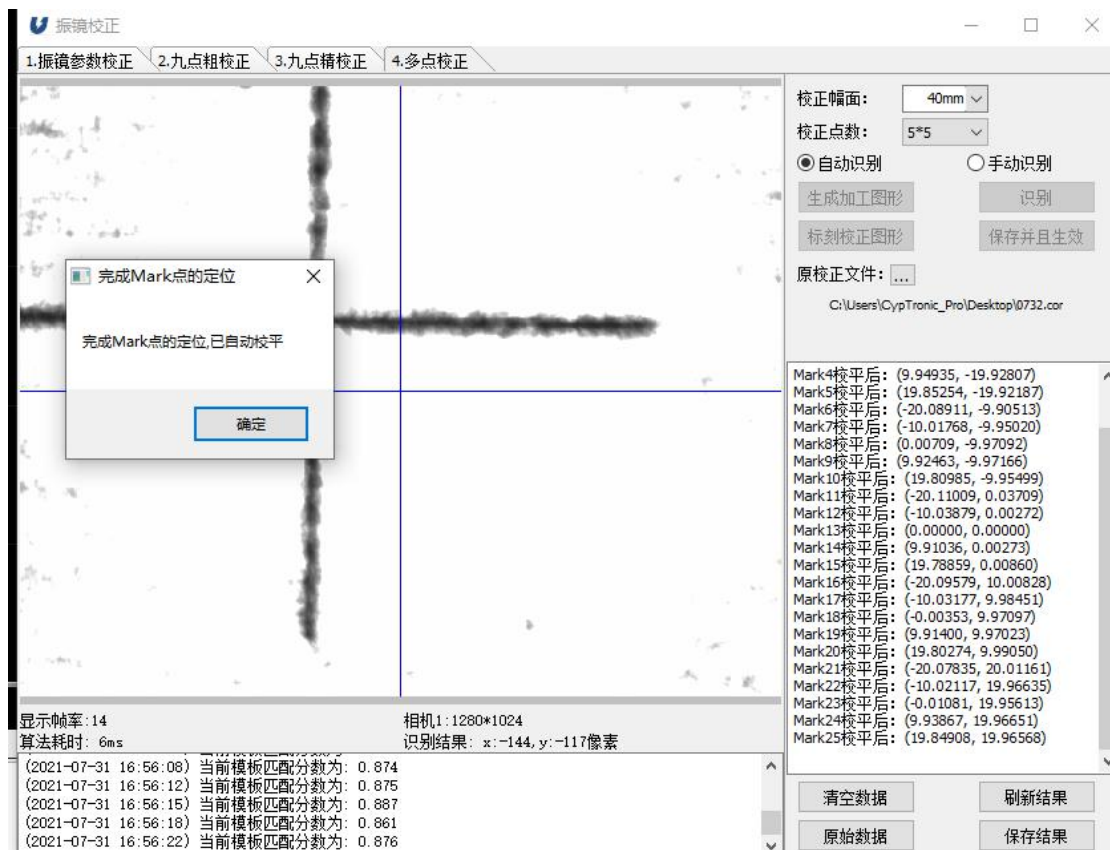 振镜校正
1.振镜参数校正 2.九点粗校正 3.九点精校正 4.多点校正
校正幅面： 40mm
校正点数： 5*5
自动识别 手动识别
生成加工图形 识别
标刻校正图形 保存并且生效
原校正文件： ...
C:\Users\CypTronic_Pro\Desktop\0732.cor
完成Mark点的定位
完成Mark点的定位,已自动校平
确定
Mark4校平后：(9.94935, -19.92807)
Mark5校平后：(19.85254, -19.92187)
Mark6校平后：(-20.08911, -9.90513)
Mark7校平后：(-10.01768, -9.95020)
Mark8校平后：(0.00709, -9.97092)
Mark9校平后：(9.92463, -9.97166)
Mark10校平后：(19.80985, -9.95499)
Mark11校平后：(-20.11009, 0.03709)
Mark12校平后：(-10.03879, 0.00272)
Mark13校平后：(0.00000, 0.00000)
Mark14校平后：(9.91036, 0.00273)
Mark15校平后：(19.78859, 0.00860)
Mark16校平后：(-20.09579, 10.00828)
Mark17校平后：(-10.03177, 9.98451)
Mark18校平后：(-0.00353, 9.97097)
Mark19校平后：(9.91400, 9.97023)
Mark20校平后：(19.80274, 9.99050)
Mark21校平后：(-20.07835, 20.01161)
Mark22校平后：(-10.02117, 19.96635)
Mark23校平后：(-0.01081, 19.95613)
Mark24校平后：(9.93867, 19.96651)
Mark25校平后：(19.84908, 19.96568)
显示帧率:14 相机1:1280*1024
算法耗时: 6ms 识别结果: x:-144,y:-117像素
(2021-07-31 16:56:08) 当前模板匹配分数为: 0.874
(2021-07-31 16:56:12) 当前模板匹配分数为: 0.875
(2021-07-31 16:56:15) 当前模板匹配分数为: 0.887
(2021-07-31 16:56:18) 当前模板匹配分数为: 0.861
(2021-07-31 16:56:22) 当前模板匹配分数为: 0.876
清空数据 刷新结果
原始数据 保存结果